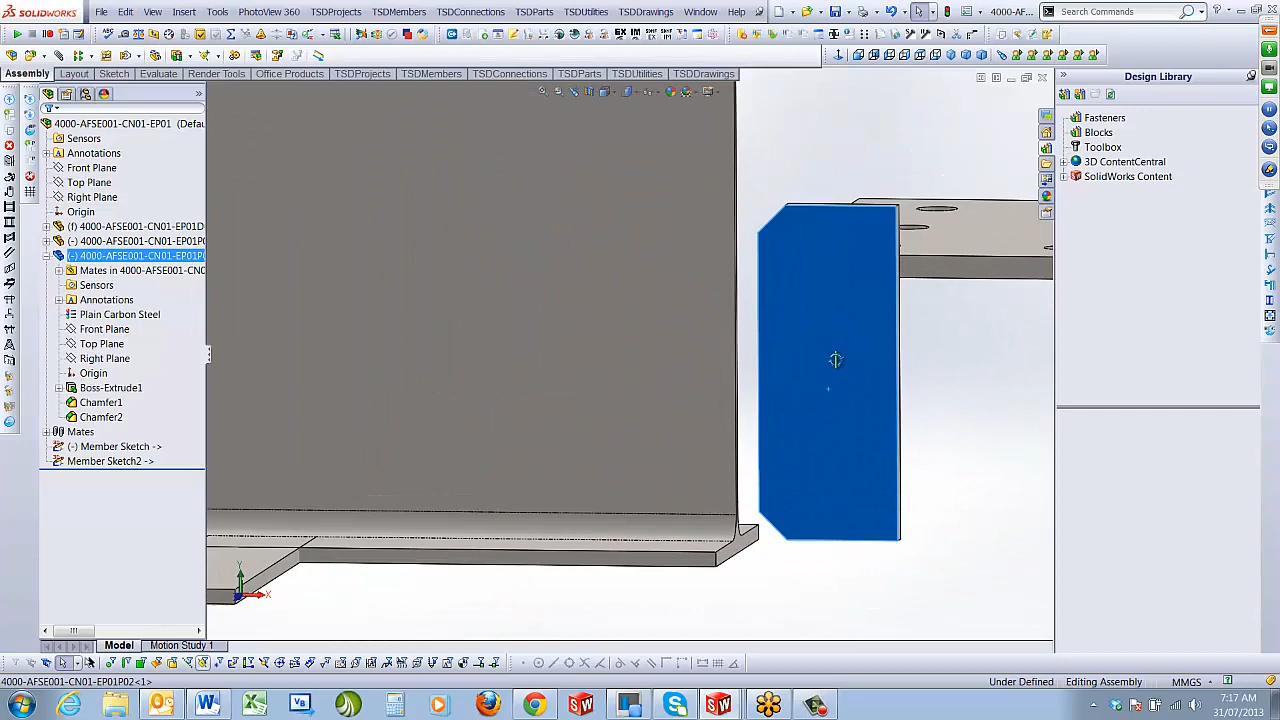 SOLIDWORKS File Edit View Insert Tools PhotoView 360 TSDProjects TSDMembers TSDConnections TSDParts TSDUtilities TSDDrawings Window 4000-AF... Search Commands
Assembly Layout Sketch Evaluate Render Tools Office Products TSDProjects TSDMembers TSDConnections TSDParts TSDUtilities TSDDrawings
Design Library
4000-AFSE001-CN01-EP01 (Defau
Sensors
Annotations
Front Plane
Top Plane
Right Plane
Origin
(f) 4000-AFSE001-CN01-EP01D
(-) 4000-AFSE001-CN01-EP01P0
(-) 4000-AFSE001-CN01-EP01P0
Mates in 4000-AFSE001-CN0
Sensors
Annotations
Plain Carbon Steel
Front Plane
Top Plane
Right Plane
Origin
Boss-Extrude1
Chamfer1
Chamfer2
Mates
(-) Member Sketch ->
Member Sketch2 ->
Fasteners
Blocks
Toolbox
3D ContentCentral
SolidWorks Content
Y
X
Model Motion Study 1
4000-AFSE001-CN01-EP01P02<1>
Under Defined Editing Assembly MMGS
7:17 AM
31/07/2013